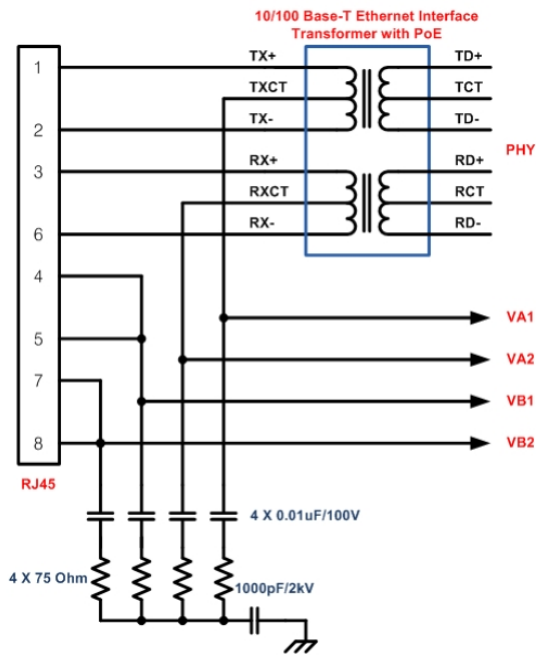 10/100 Base-T Ethernet Interface
Transformer with PoE
1
TX+
TD+
TXCT
TCT
2
TX-
TD-
PHY
3
RX+
RD+
RXCT
RCT
6
RX-
RD-
4
VA1
5
VA2
7
VB1
8
VB2
RJ45
4 X 0.01uF/100V
4 X 75 Ohm
1000pF/2kV